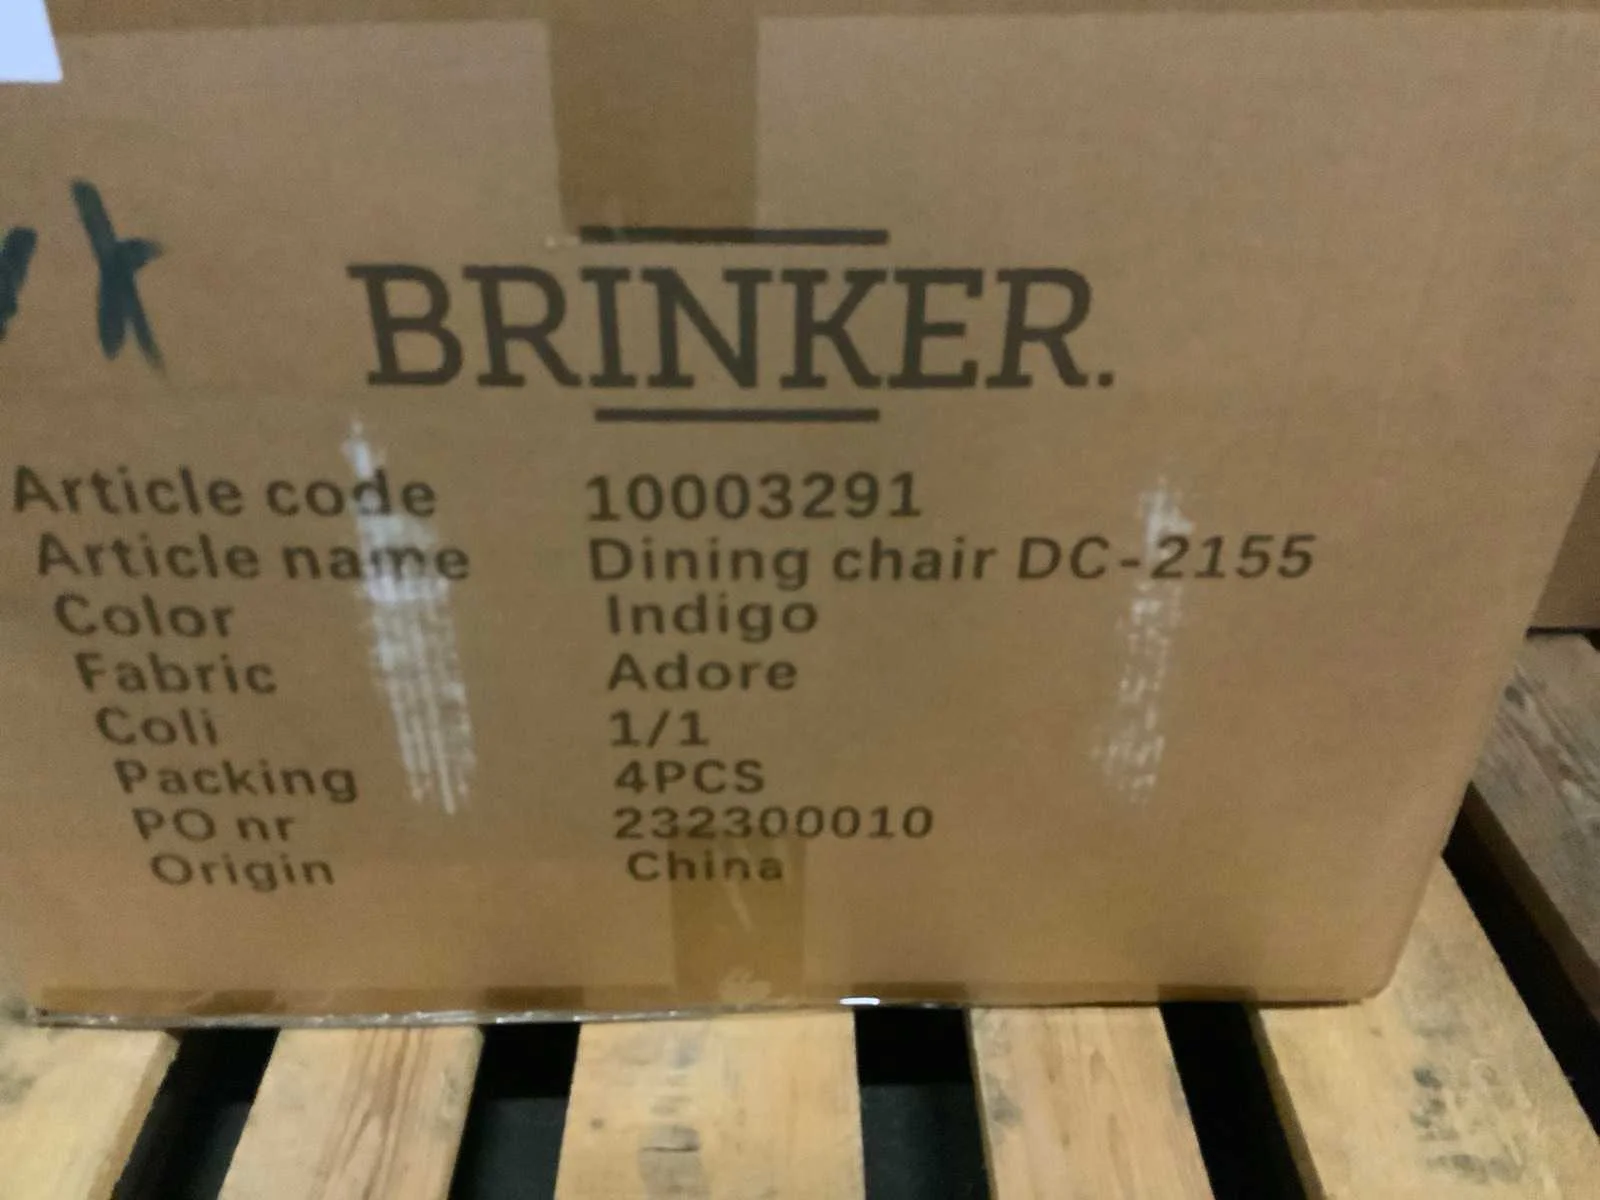 BRINKER.
Article code 10003291
Article name Dining chair DC-2155
Color Indigo
Fabric Adore
Coli 1/1
Packing 4PCS
PO nr 232300010
Origin China